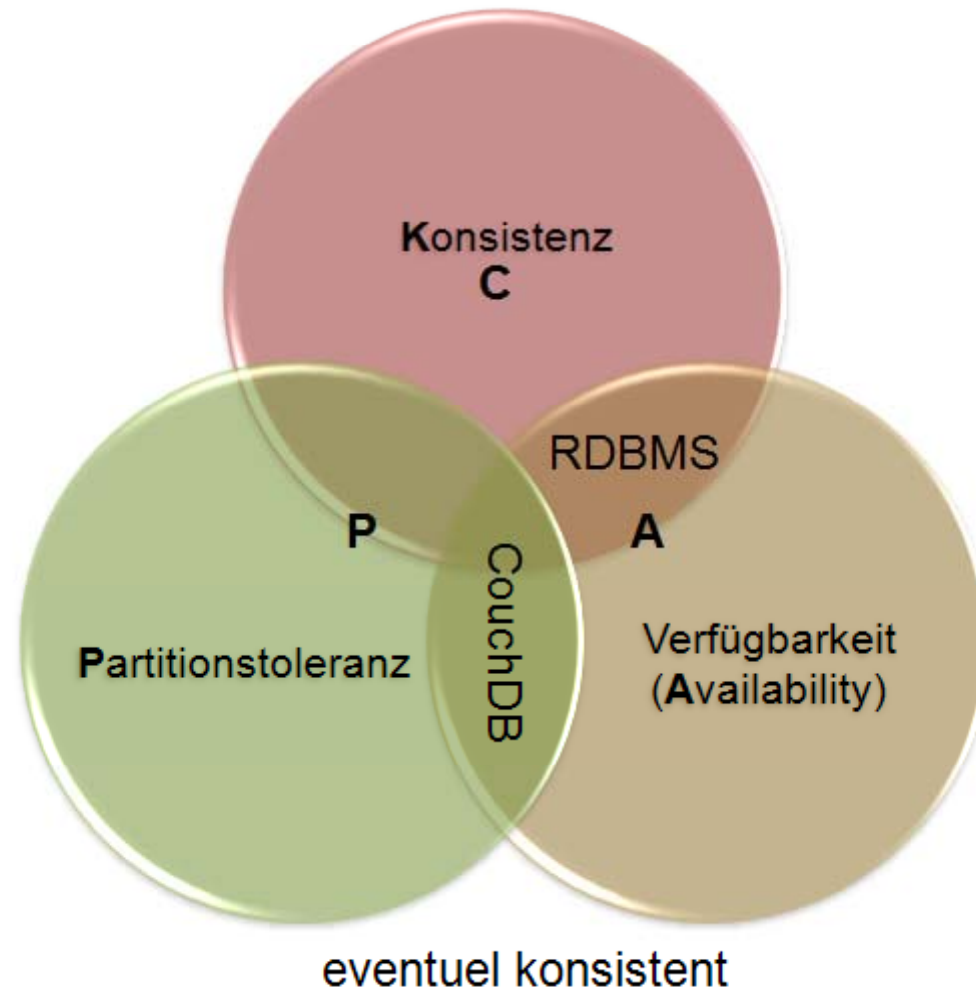 Konsistenz
C
RDBMS
P
A
CouchDB
Partitionstoleranz
Verfügbarkeit
(Availability)
eventuel konsistent